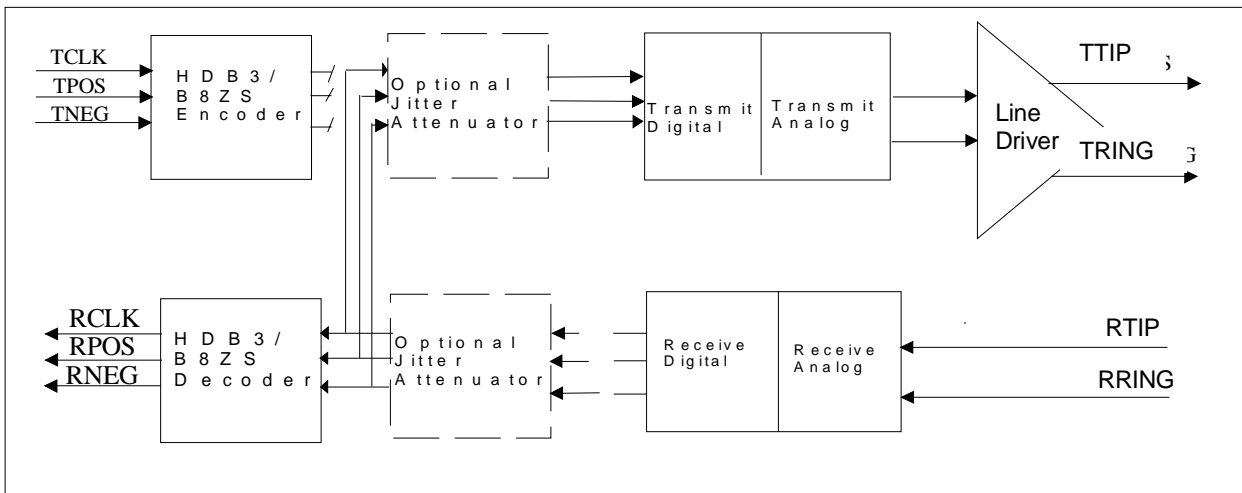 TCLK
TPOS
TNEG
HDB3/
B8ZS
Encoder
Optional
Jitter
Attenuator
Transmit
Digital
Transmit
Analog
Line
Driver
TTIP
S
TRING
G
RCLK
RPOS
RNEG
HDB3/
B8ZS
Decoder
Optional
Jitter
Attenuator
Receive
Digital
Receive
Analog
RTIP
RRING